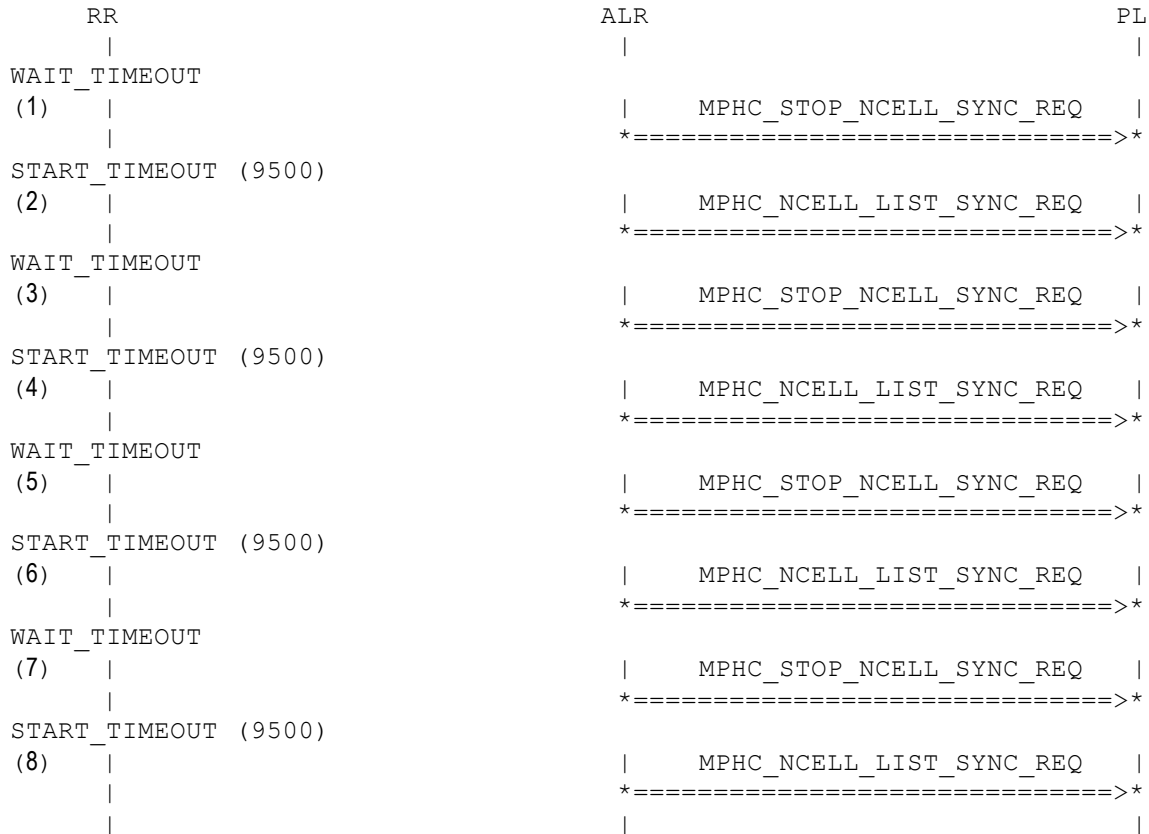 RR ALR PL
| | |
WAIT_TIMEOUT
(1) | | MPHC_STOP_NCELL_SYNC_REQ |
| *==============================>*
START_TIMEOUT (9500)
(2) | | MPHC_NCELL_LIST_SYNC_REQ |
| *==============================>*
WAIT_TIMEOUT
(3) | | MPHC_STOP_NCELL_SYNC_REQ |
| *==============================>*
START_TIMEOUT (9500)
(4) | | MPHC_NCELL_LIST_SYNC_REQ |
| *==============================>*
WAIT_TIMEOUT
(5) | | MPHC_STOP_NCELL_SYNC_REQ |
| *==============================>*
START_TIMEOUT (9500)
(6) | | MPHC_NCELL_LIST_SYNC_REQ |
| *==============================>*
WAIT_TIMEOUT
(7) | | MPHC_STOP_NCELL_SYNC_REQ |
| *==============================>*
START_TIMEOUT (9500)
(8) | | MPHC_NCELL_LIST_SYNC_REQ |
| *==============================>*
| | |